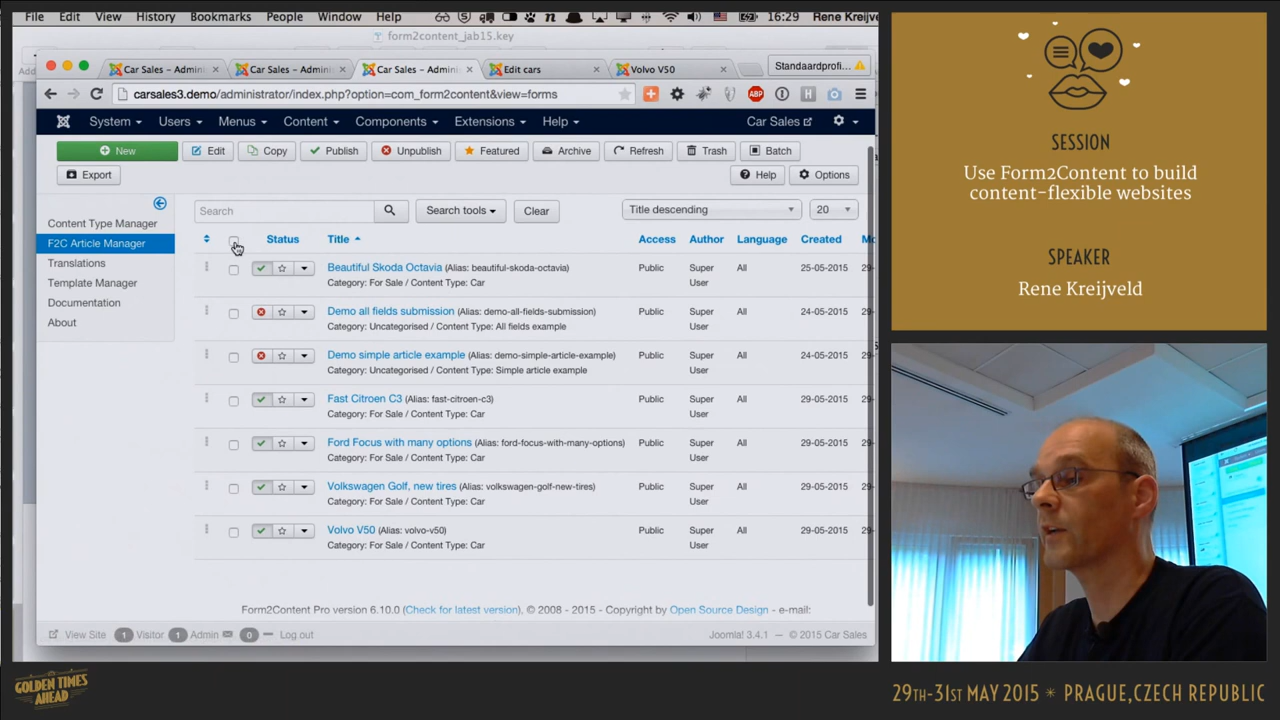 File Edit View History Bookmarks People Window Help 16:29 Rene Kreijve
form2content_jab15.key
Car Sales – Admini
Car Sales – Admini
Car Sales – Admini
Edit cars
Volvo V50
Standaardprofi...
carsales3.demo/administrator/index.php?option=com_form2content&view=forms
ABP
System Users Menus Content Components Extensions Help Car Sales
New Edit Copy Publish Unpublish Featured Archive Refresh Trash Batch
Export Help Options
Content Type Manager
F2C Article Manager
Translations
Template Manager
Documentation
About
Search Search tools Clear Title descending 20
Status Title Access Author Language Created
Beautiful Skoda Octavia (Alias: beautiful-skoda-octavia) Public Super User All 25-05-2015
Category: For Sale / Content Type: Car
Demo all fields submission (Alias: demo-all-fields-submission) Public Super User All 24-05-2015
Category: Uncategorised / Content Type: All fields example
Demo simple article example (Alias: demo-simple-article-example) Public Super User All 24-05-2015
Category: Uncategorised / Content Type: Simple article example
Fast Citroen C3 (Alias: fast-citroen-c3) Public Super User All 29-05-2015
Category: For Sale / Content Type: Car
Ford Focus with many options (Alias: ford-focus-with-many-options) Public Super User All 29-05-2015
Category: For Sale / Content Type: Car
Volkswagen Golf, new tires (Alias: volkswagen-golf-new-tires) Public Super User All 29-05-2015
Category: For Sale / Content Type: Car
Volvo V50 (Alias: volvo-v50) Public Super User All 29-05-2015
Category: For Sale / Content Type: Car
Form2Content Pro version 6.10.0 (Check for latest version), © 2008 - 2015 - Copyright by Open Source Design - e-mail:
View Site 1 Visitor 1 Admin 0 Log out Joomla! 3.4.1 — © 2015 Car Sales
SESSION
Use Form2Content to build
content-flexible websites
SPEAKER
Rene Kreijveld
GOLDEN TIMES
AHEAD
29TH-31ST MAY 2015 * PRAGUE, CZECH REPUBLIC